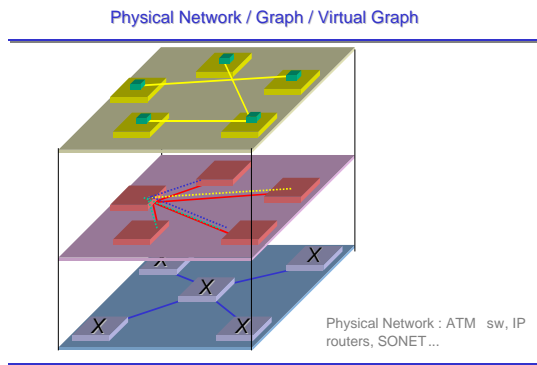 Physical Network / Graph / Virtual Graph
X
X
X
X
X
Physical Network : ATM sw, IP
routers, SONET...